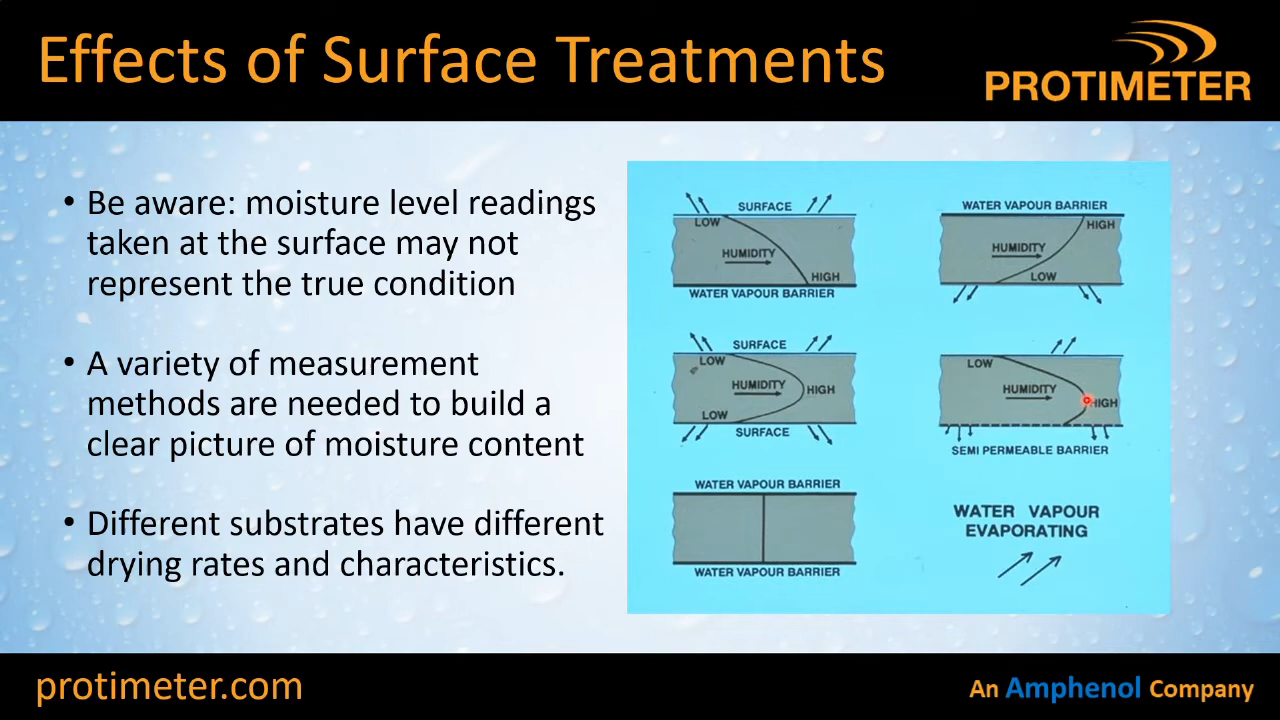 Effects of Surface Treatments
PROTIMETER
• Be aware: moisture level readings
taken at the surface may not
represent the true condition
• A variety of measurement
methods are needed to build a
clear picture of moisture content
• Different substrates have different
drying rates and characteristics.
SURFACE
LOW
HUMIDITY
HIGH
WATER VAPOUR BARRIER
WATER VAPOUR BARRIER
HIGH
HUMIDITY
LOW
SURFACE
LOW
HUMIDITY
HIGH
LOW
SURFACE
LOW
HUMIDITY
HIGH
SEMI PERMEABLE BARRIER
WATER VAPOUR BARRIER
WATER VAPOUR BARRIER
WATER VAPOUR
EVAPORATING
protimeter.com
An Amphenol Company